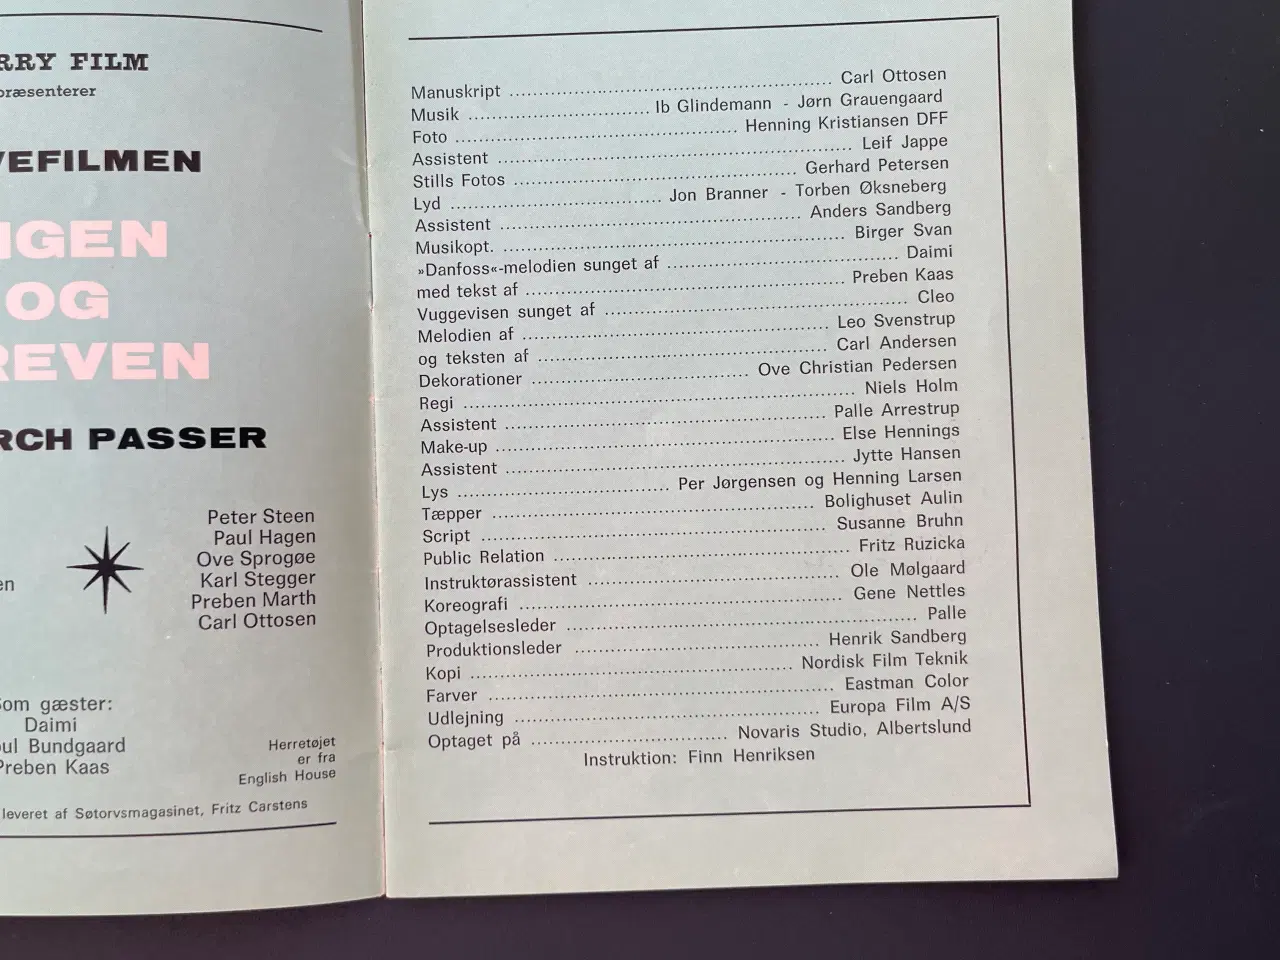 RRY FILM
præsenterer
VEFILMEN
IGEN
OG
REVEN
RCH PASSER
Peter Steen
Paul Hagen
Ove Sprogøe
Karl Stegger
Preben Marth
Carl Ottosen
en
Som gæster:
Daimi
oul Bundgaard
Preben Kaas
Herretøjet
er fra
English House
leveret af Søtorvsmagasinet, Fritz Carstens
Manuskript ........ Carl Ottosen
Musik ........ Ib Glindemann - Jørn Grauengaard
Foto ........ Henning Kristiansen DFF
Assistent ........ Leif Jappe
Stills Fotos ........ Gerhard Petersen
Lyd ........ Jon Branner - Torben Øksneberg
Assistent ........ Anders Sandberg
Musikopt. ........ Birger Svan
»Danfoss«-melodien sunget af ........ Daimi
med tekst af ........ Preben Kaas
Vuggevisen sunget af ........ Cleo
Melodien af ........ Leo Svenstrup
og teksten af ........ Carl Andersen
Dekorationer ........ Ove Christian Pedersen
Regi ........ Niels Holm
Assistent ........ Palle Arrestrup
Make-up ........ Else Hennings
Assistent ........ Jytte Hansen
Lys ........ Per Jørgensen og Henning Larsen
Tæpper ........ Bolighuset Aulin
Script ........ Susanne Bruhn
Public Relation ........ Fritz Ruzicka
Instruktørassistent ........ Ole Mølgaard
Koreografi ........ Gene Nettles
Optagelsesleder ........ Palle
Produktionsleder ........ Henrik Sandberg
Kopi ........ Nordisk Film Teknik
Farver ........ Eastman Color
Udlejning ........ Europa Film A/S
Optaget på ........ Novaris Studio, Albertslund
Instruktion: Finn Henriksen